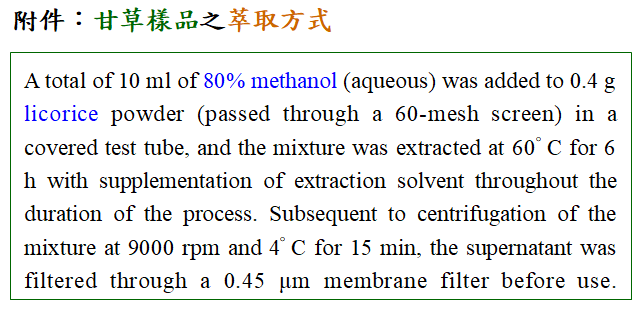 附件：甘草樣品之萃取方式
A total of 10 ml of 80% methanol (aqueous) was added to 0.4 g
licorice powder (passed through a 60-mesh screen) in a
covered test tube, and the mixture was extracted at 60°C for 6
h with supplementation of extraction solvent throughout the
duration of the process. Subsequent to centrifugation of the
mixture at 9000 rpm and 4°C for 15 min, the supernatant was
filtered through a 0.45 μm membrane filter before use.